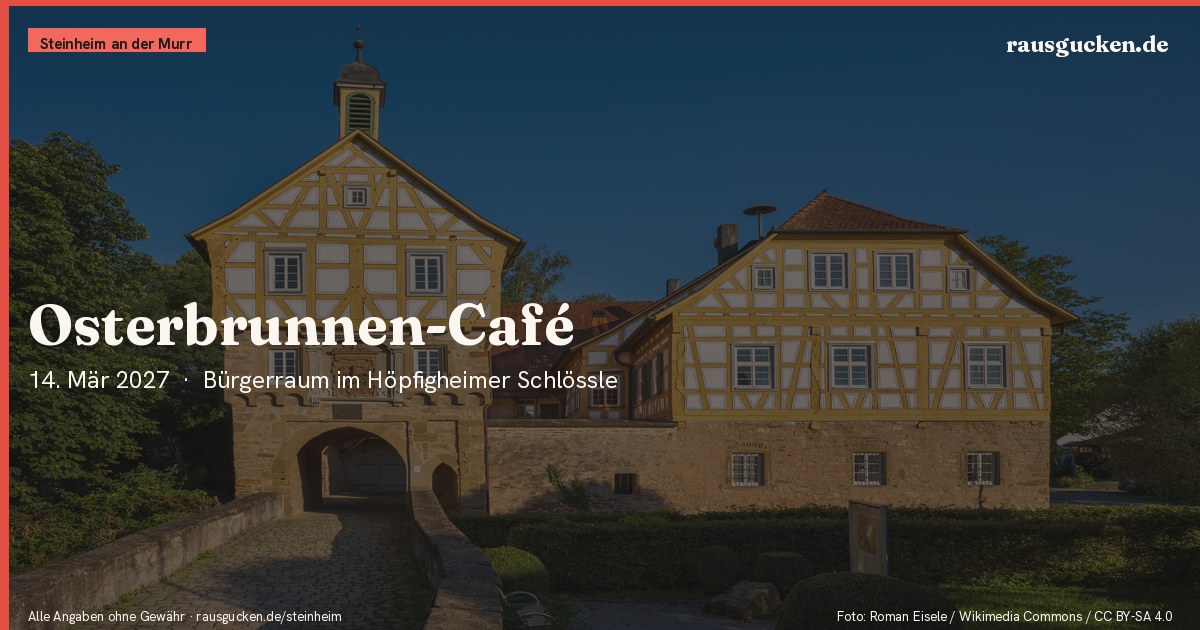 Steinheim an der Murr
rausgucken.de
Osterbrunnen-Café
14. Mär 2027 · Bürgerraum im Höpfigheimer Schlössle
Alle Angaben ohne Gewähr · rausgucken.de/steinheim
Foto: Roman Eisele / Wikimedia Commons / CC BY-SA 4.0